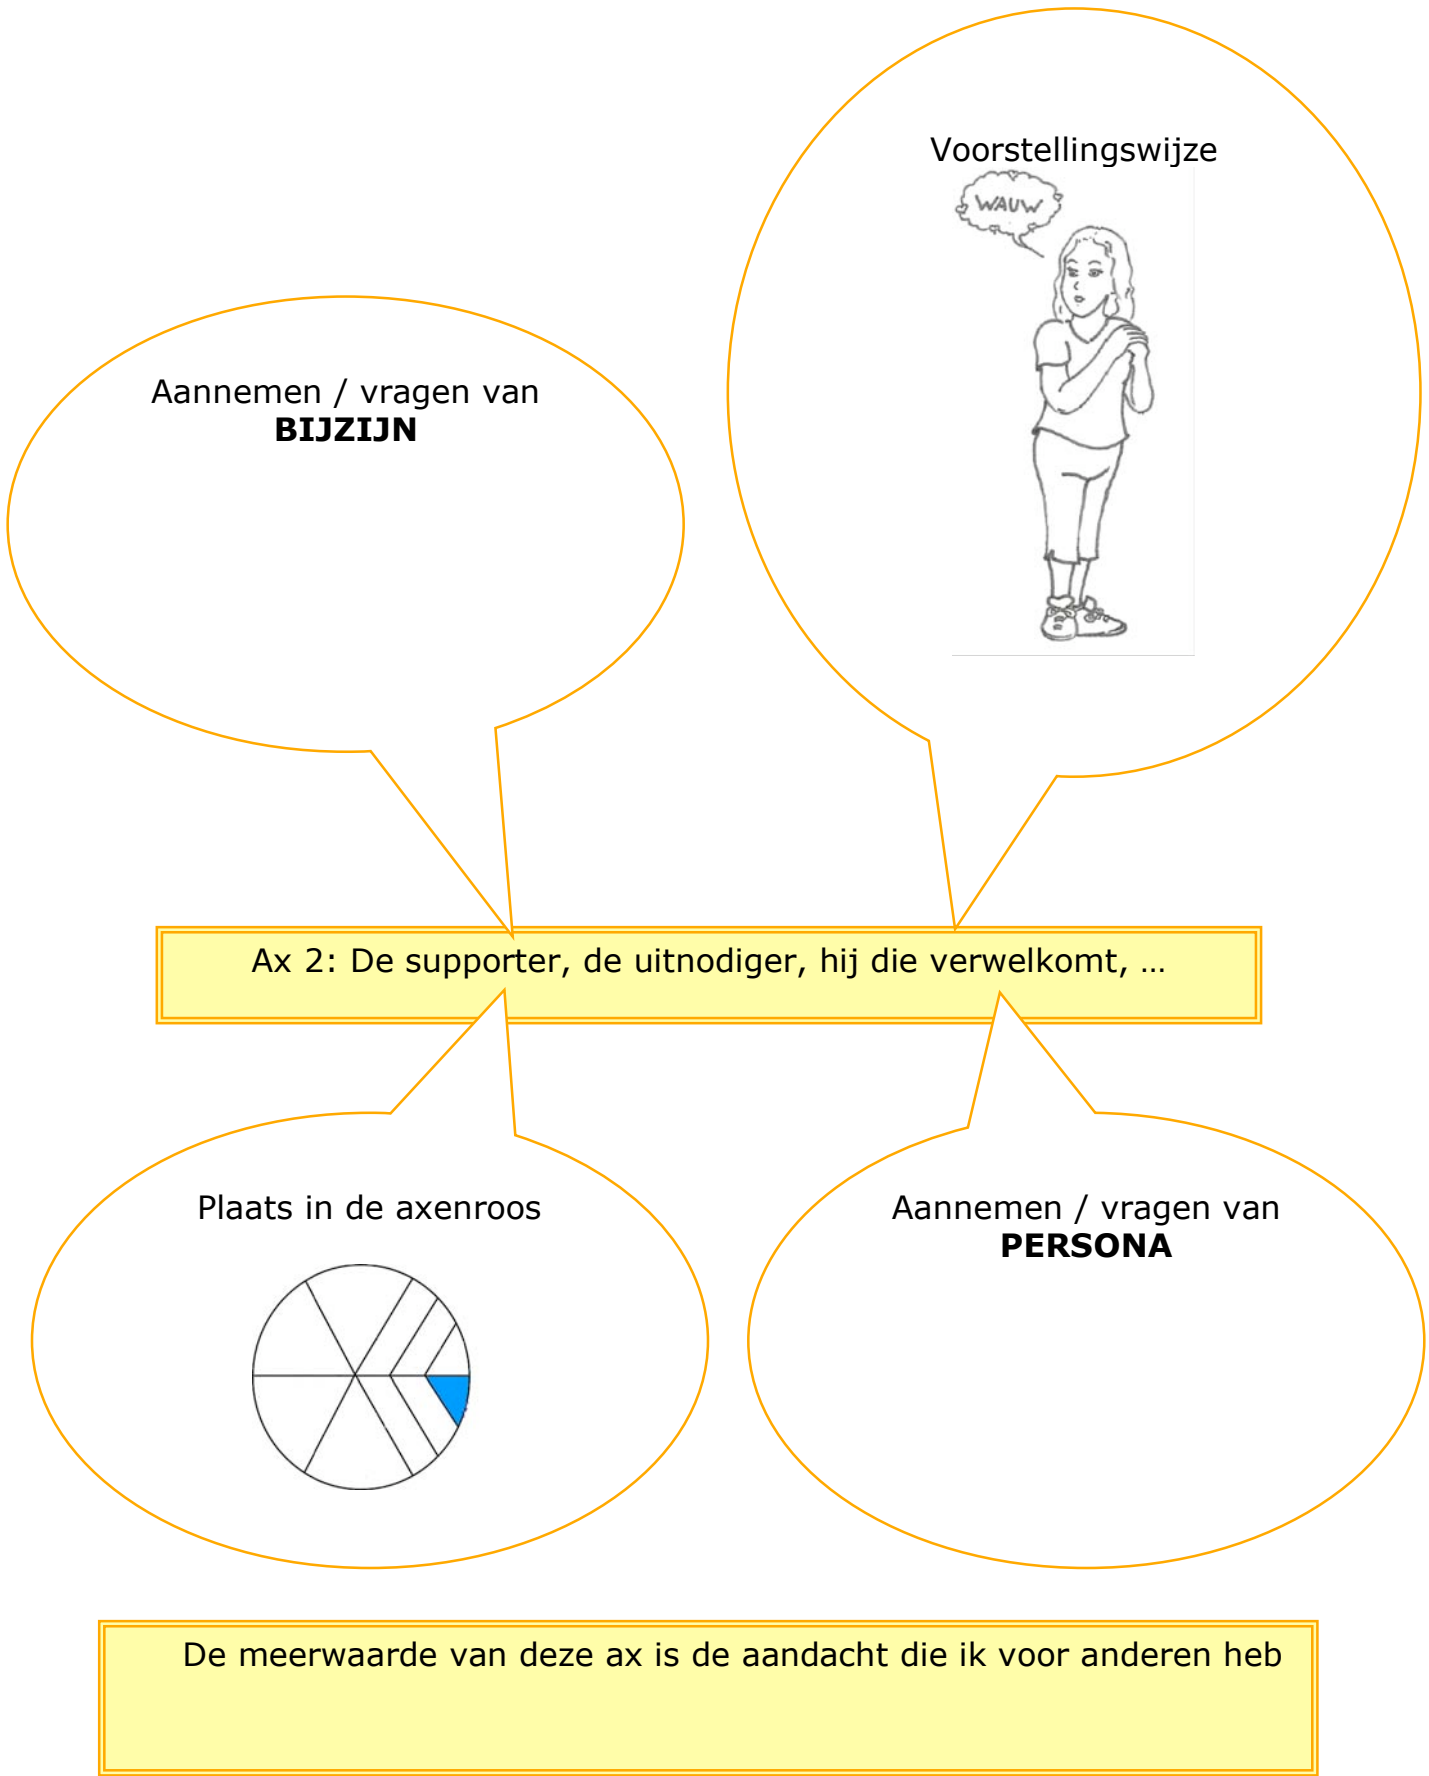 Voorstellingswijze
WAUW
Aannemen / vragen van
BIJZIJN
Ax 2: De supporter, de uitnodiger, hij die verwelkomt, …
Plaats in de axenroos
Aannemen / vragen van
PERSONA
De meerwaarde van deze ax is de aandacht die ik voor anderen heb